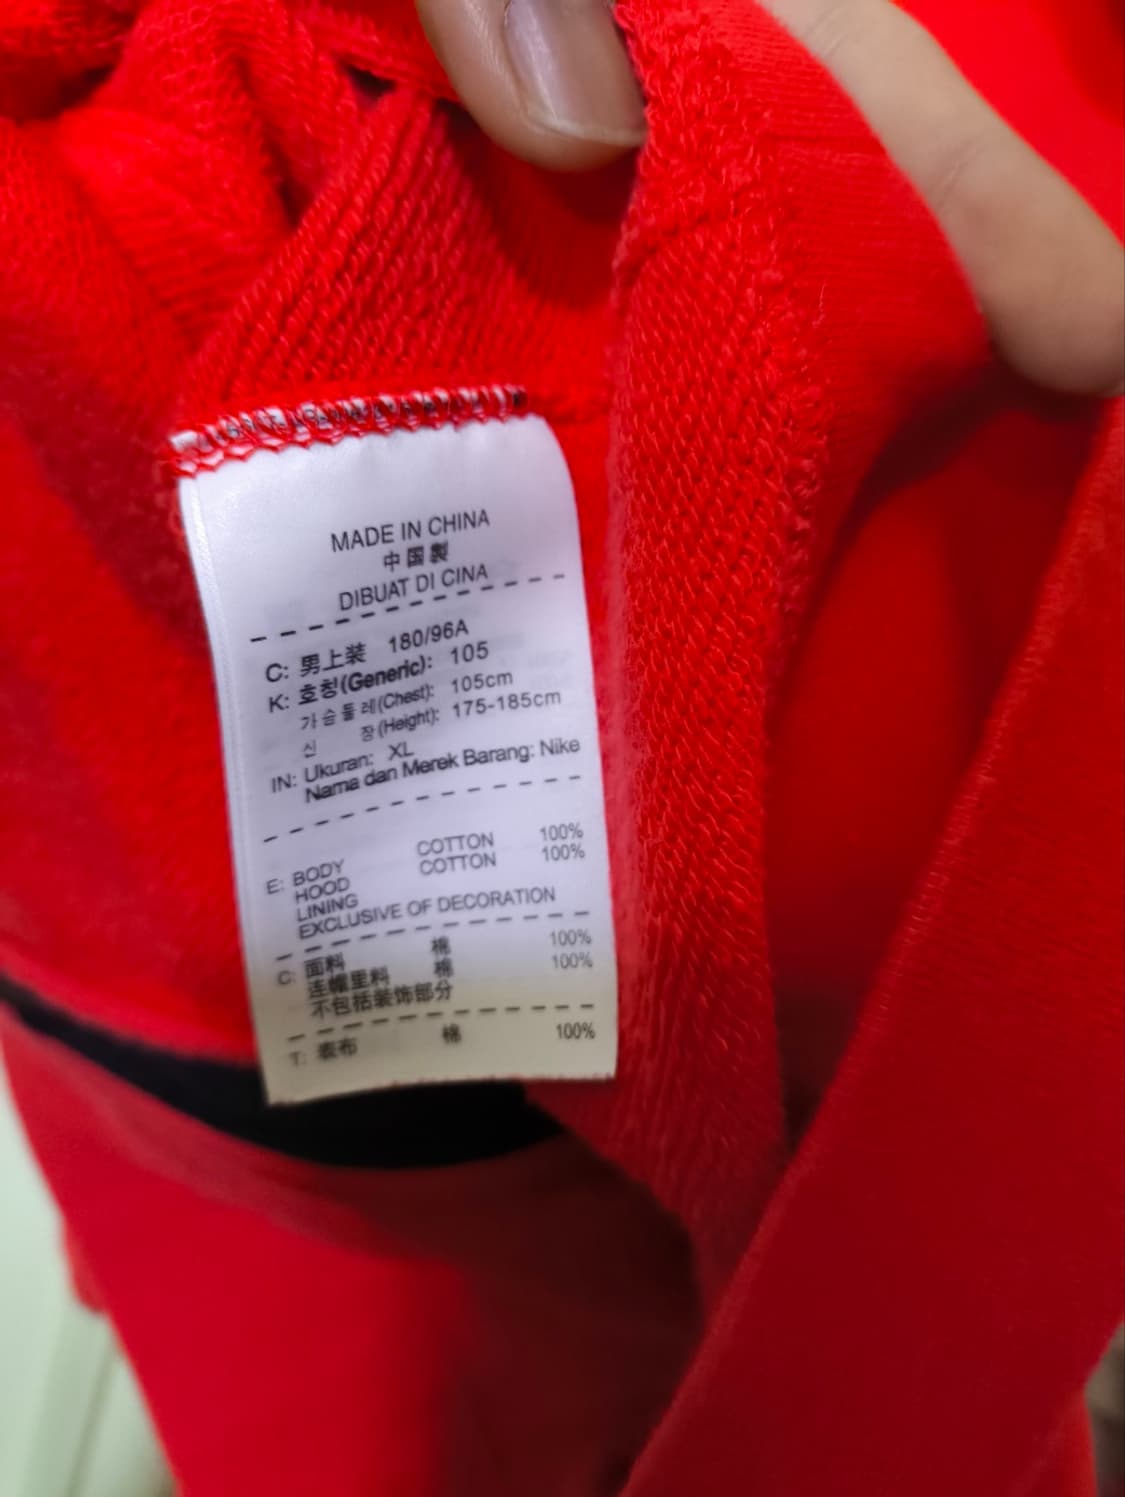 MADE IN CHINA
中国製
DIBUAT DI CINA
C: 男上装 180/96A
K: 호칭(Generic): 105
가슴둘레(Chest): 105cm
신 장(Height): 175-185cm
IN: Ukuran: XL
Nama dan Merek Barang: Nike
E: BODY COTTON 100%
HOOD COTTON 100%
LINING
EXCLUSIVE OF DECORATION
C: 面料 棉 100%
连帽里料 棉 100%
不包括装饰部分
T: 表布 棉 100%